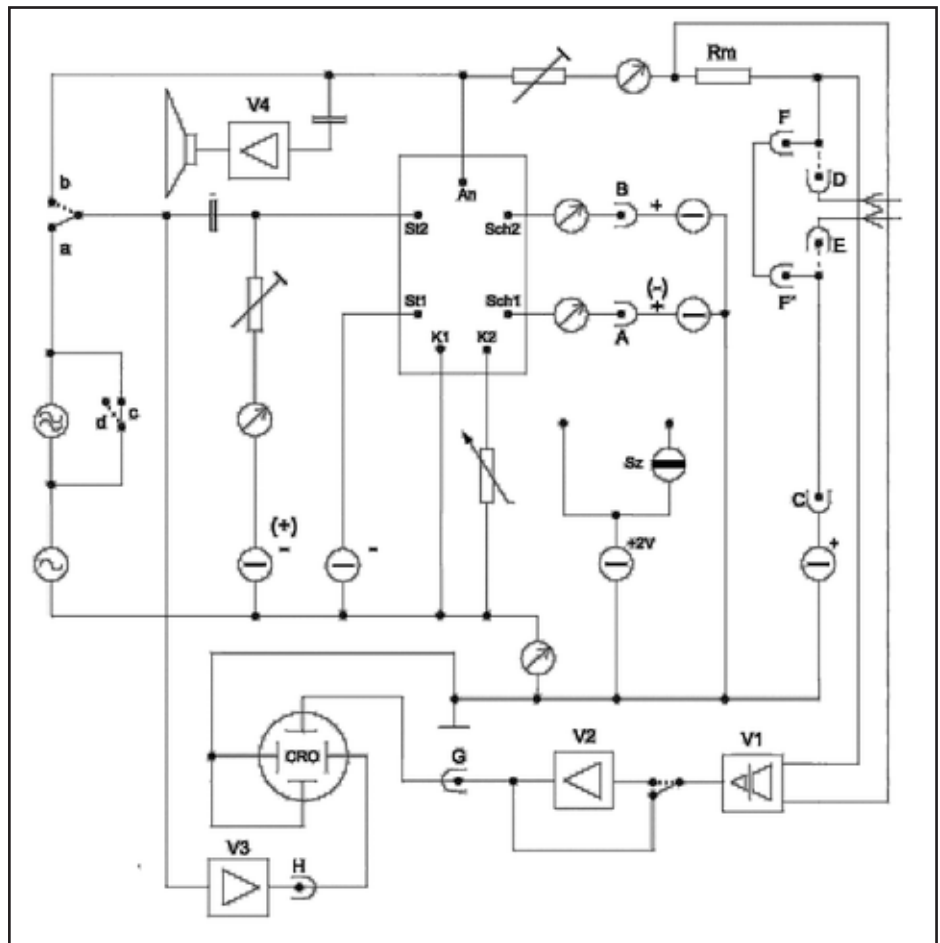 Rm
V4
F
b
An
B
+
D
a
St2
Sch2
E
(-)
+
St1
Sch1
F'
K1
K2
A
d
c
Sz
C
(+)
-
-
+2V
+
G
V2
V1
CRO
V3
H